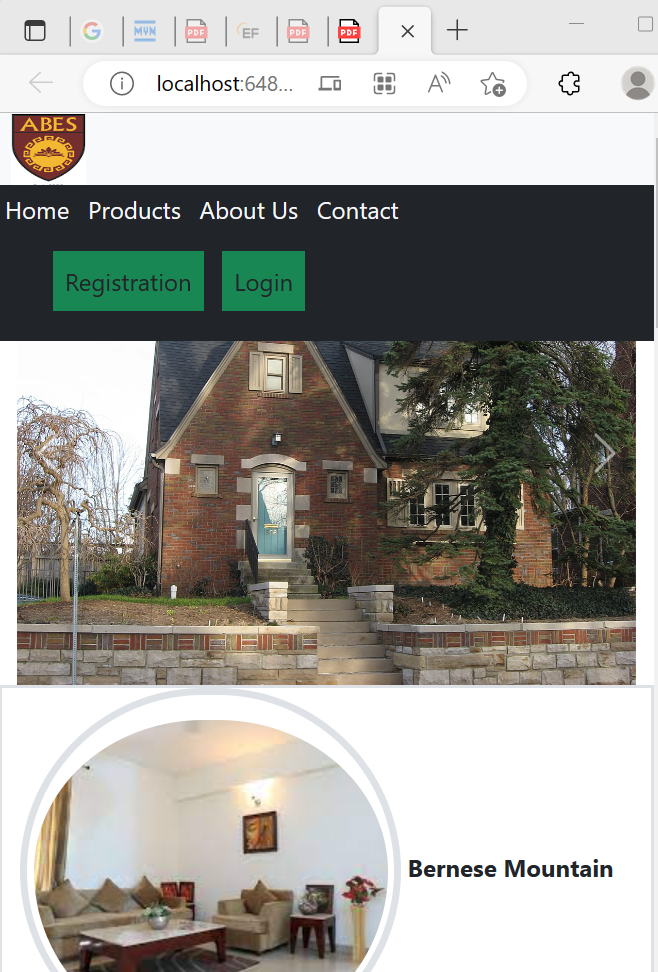 G MVN PDF EF PDF PDF
localhost:648...
ABES
Home Products About Us Contact
Registration Login
Bernese Mountain